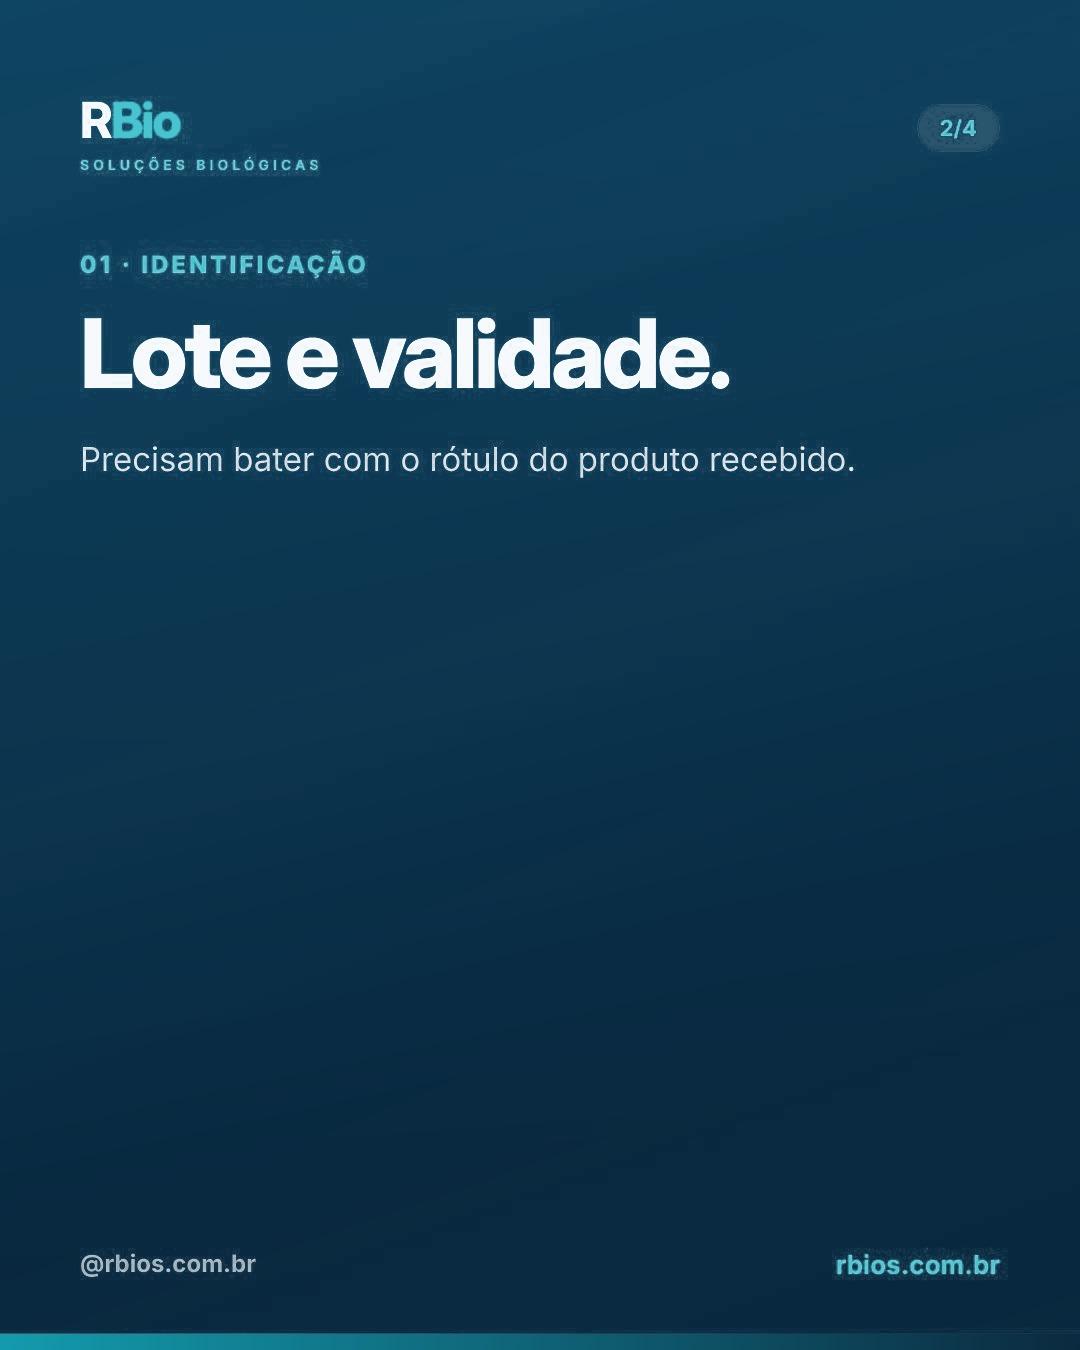 RBio
2/4
SOLUÇÕES BIOLÓGICAS
01 · IDENTIFICAÇÃO
Lote e validade.
Precisam bater com o rótulo do produto recebido.
@rbios.com.br
rbios.com.br